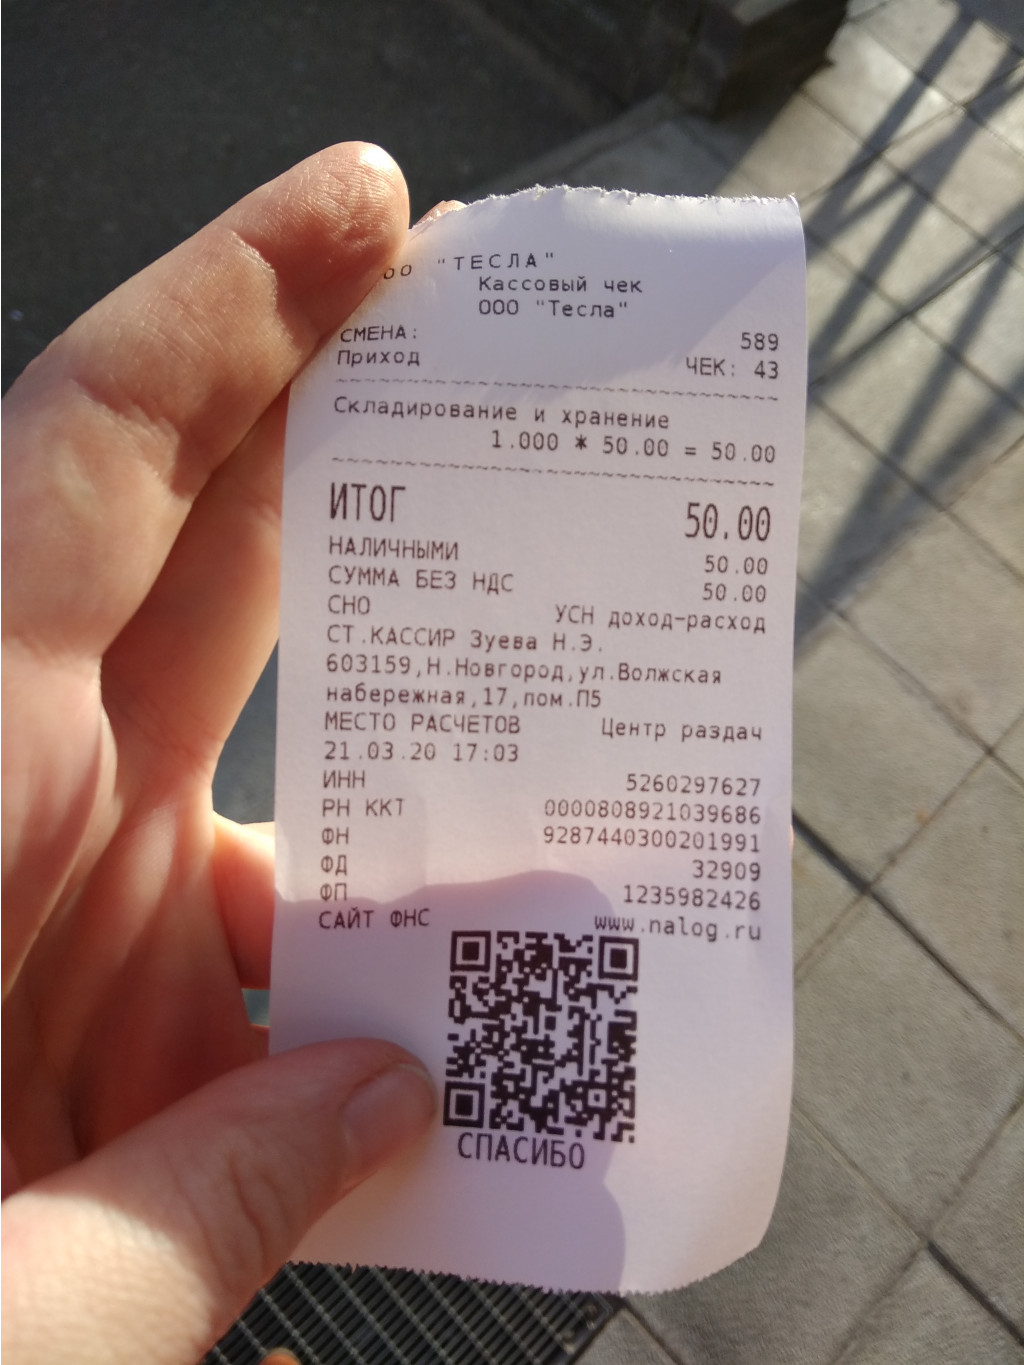 "ТЕСЛА"
Кассовый чек
ООО "Тесла"
СМЕНА: 589
Приход ЧЕК: 43
Складирование и хранение
1.000 * 50.00 = 50.00
ИТОГ 50.00
НАЛИЧНЫМИ 50.00
СУММА БЕЗ НДС 50.00
СНО УСН доход-расход
СТ.КАССИР Зуева Н.Э.
603159,Н.Новгород,ул.Волжская
набережная,17,пом.П5
МЕСТО РАСЧЕТОВ Центр раздач
21.03.20 17:03
ИНН 5260297627
РН ККТ 0000808921039686
ФН 9287440300201991
ФД 32909
ФП 1235982426
САЙТ ФНС www.nalog.ru
СПАСИБО